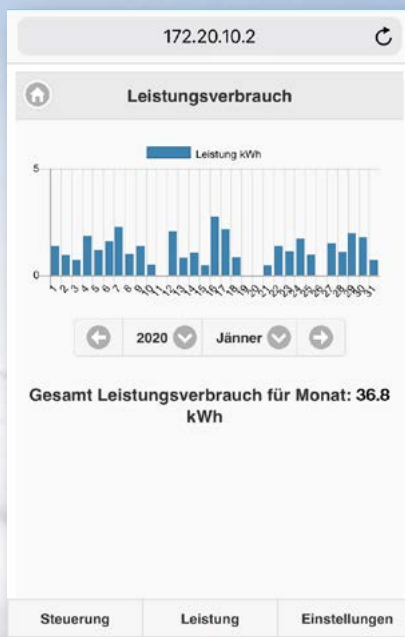 172.20.10.2
Leistungsverbrauch
Leistung kWh
5
0
1 2 3 4 5 6 7 8 9 10 11 12 13 14 15 16 17 18 19 20 21 22 23 24 25 26 27 28 29 30 31
2020 Jänner
Gesamt Leistungsverbrauch für Monat: 36.8
kWh
Steuerung Leistung Einstellungen